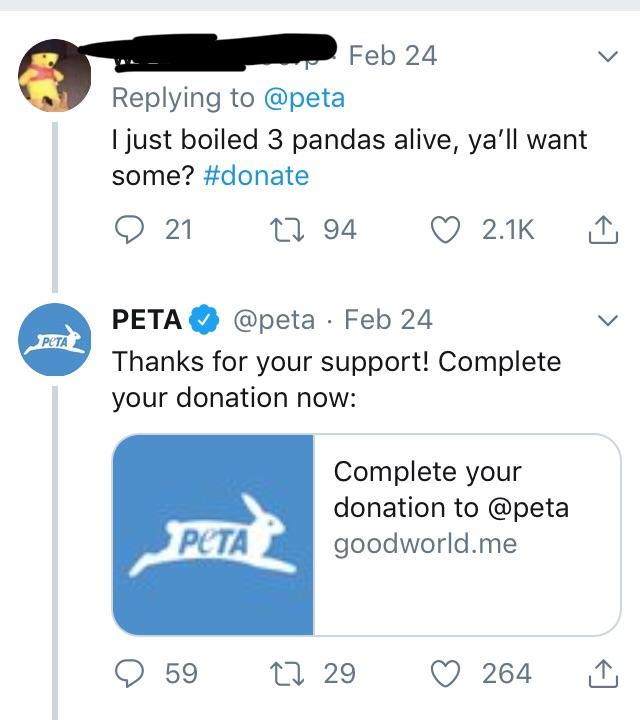 · Feb 24
Replying to @peta
I just boiled 3 pandas alive, ya'll want
some? #donate
21 94 2.1K
PETA @peta · Feb 24
PETA
Thanks for your support! Complete
your donation now:
Complete your
donation to @peta
goodworld.me
PETA
59 29 264